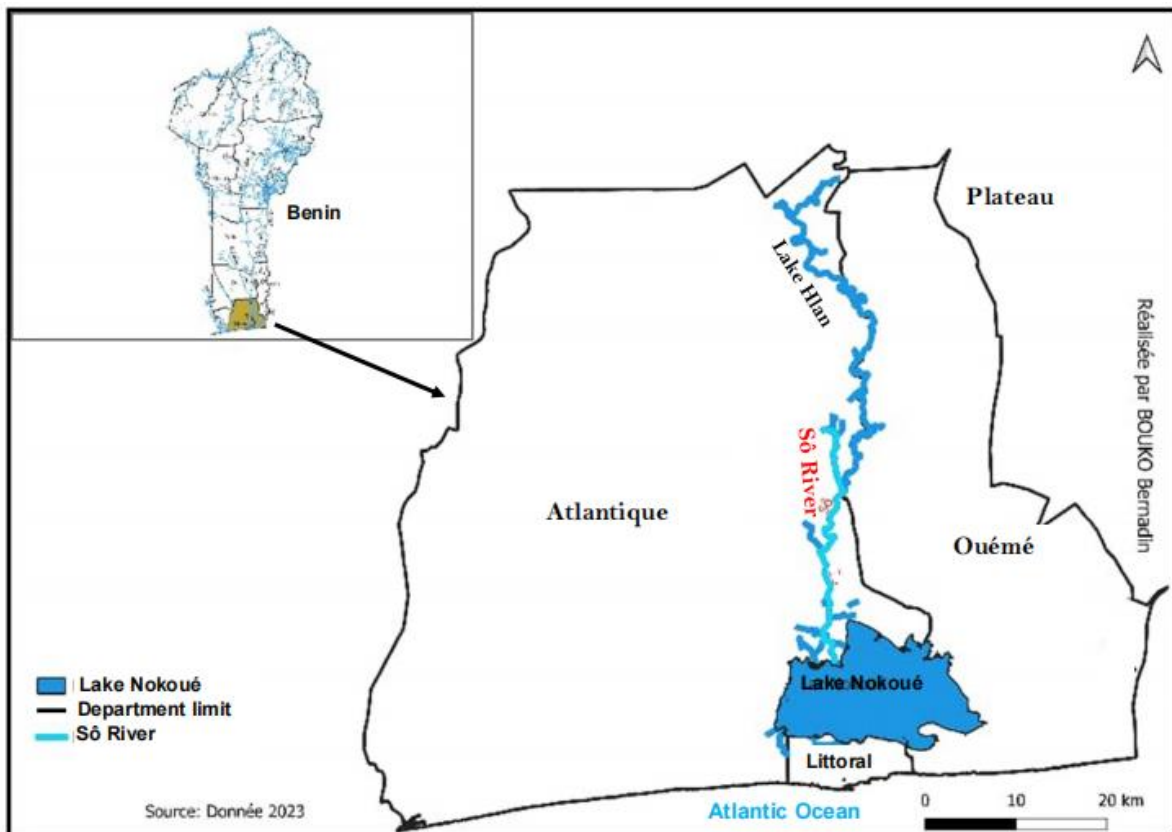 Benin
Plateau
Lake Hlan
Réalisée par BOUKO Bernadin
Sô River
Atlantique
Ouémé
Lake Nokoué
Lake Nokoué
Department limit
Sô River
Littoral
Source: Donnée 2023
Atlantic Ocean
0 10 20 km